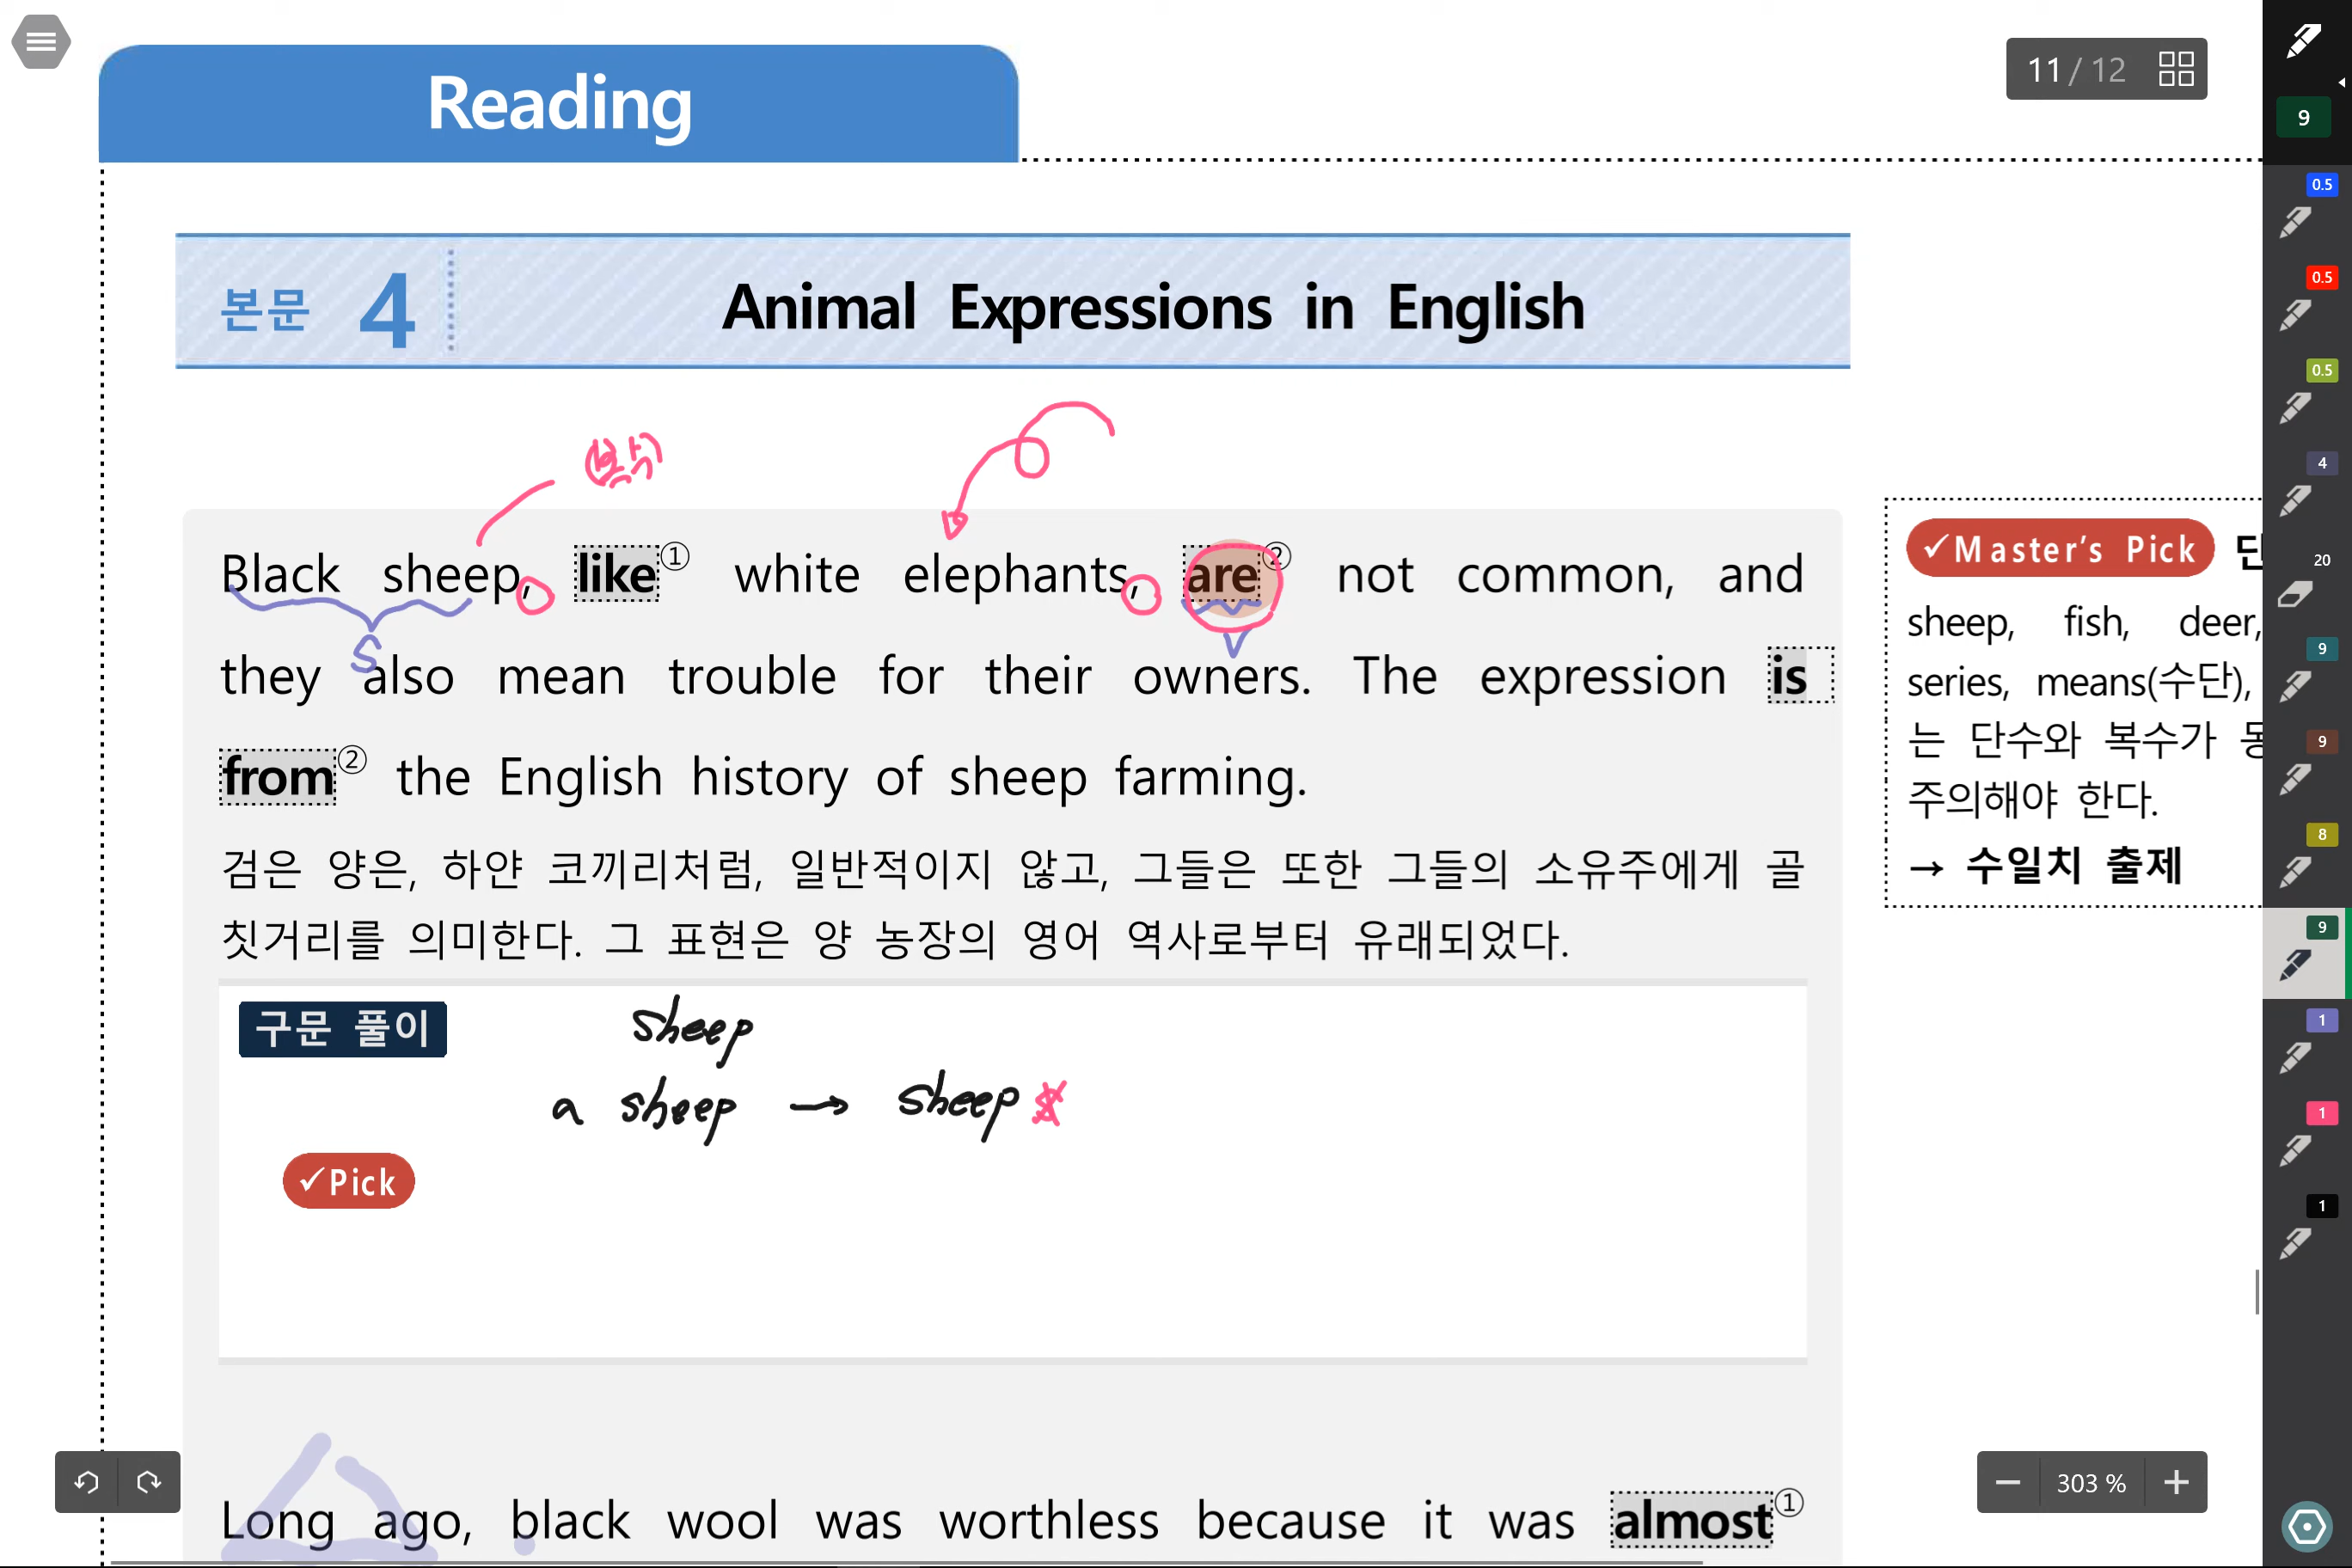 Reading
11 / 12
본문 4 Animal Expressions in English
(복수)
Black sheep, like① white elephants, are② not common, and
S V
they also mean trouble for their owners. The expression is
from② the English history of sheep farming.
검은 양은, 하얀 코끼리처럼, 일반적이지 않고, 그들은 또한 그들의 소유주에게 골
칫거리를 의미한다. 그 표현은 양 농장의 영어 역사로부터 유래되었다.
✓Master's Pick
sheep, fish, deer,
series, means(수단),
는 단수와 복수가
주의해야 한다.
→ 수일치 출제
구문 풀이
sheep
a sheep → sheep
✓Pick
Long ago, black wool was worthless because it was almost①
303 %
9
0.5
0.5
0.5
4
20
9
9
8
9
1
1
1